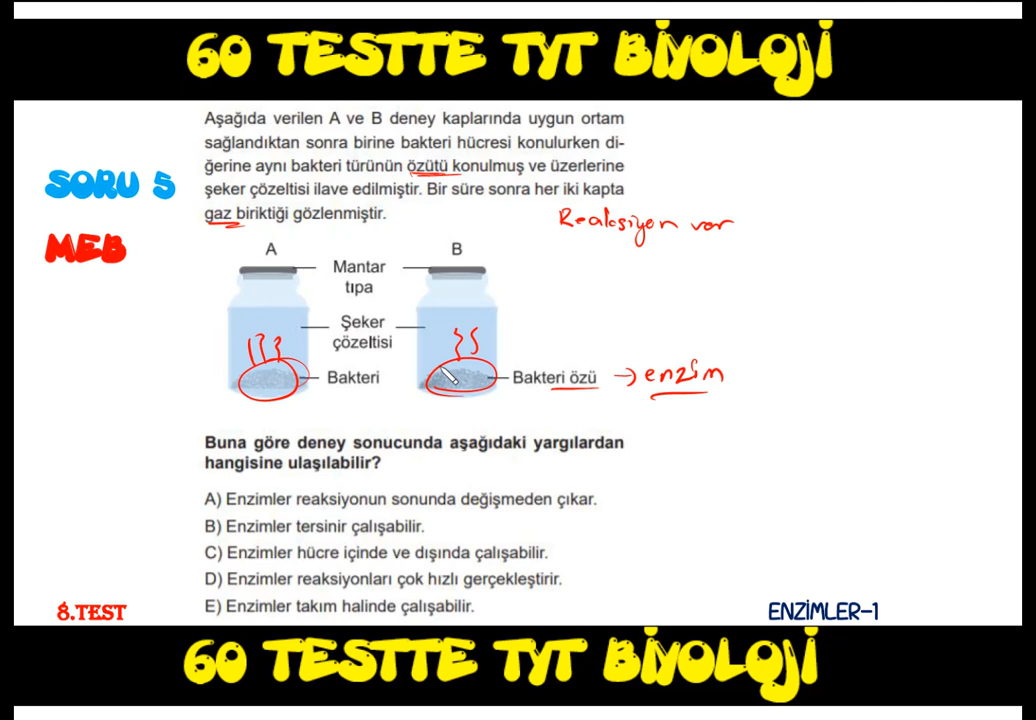 60 TESTTE TYT BİYOLOJİ
SORU 5
MEB
Aşağıda verilen A ve B deney kaplarında uygun ortam
sağlandıktan sonra birine bakteri hücresi konulurken di-
ğerine aynı bakteri türünün özütü konulmuş ve üzerlerine
şeker çözeltisi ilave edilmiştir. Bir süre sonra her iki kapta
gaz biriktiği gözlenmiştir.
Reaksiyon var
A
B
Mantar
tıpa
Şeker
çözeltisi
Bakteri
Bakteri özü
→ enzim
Buna göre deney sonucunda aşağıdaki yargılardan
hangisine ulaşılabilir?
A) Enzimler reaksiyonun sonunda değişmeden çıkar.
B) Enzimler tersinir çalışabilir.
C) Enzimler hücre içinde ve dışında çalışabilir.
D) Enzimler reaksiyonları çok hızlı gerçekleştirir.
E) Enzimler takım halinde çalışabilir.
8.TEST
ENZİMLER-1
60 TESTTE TYT BİYOLOJİ